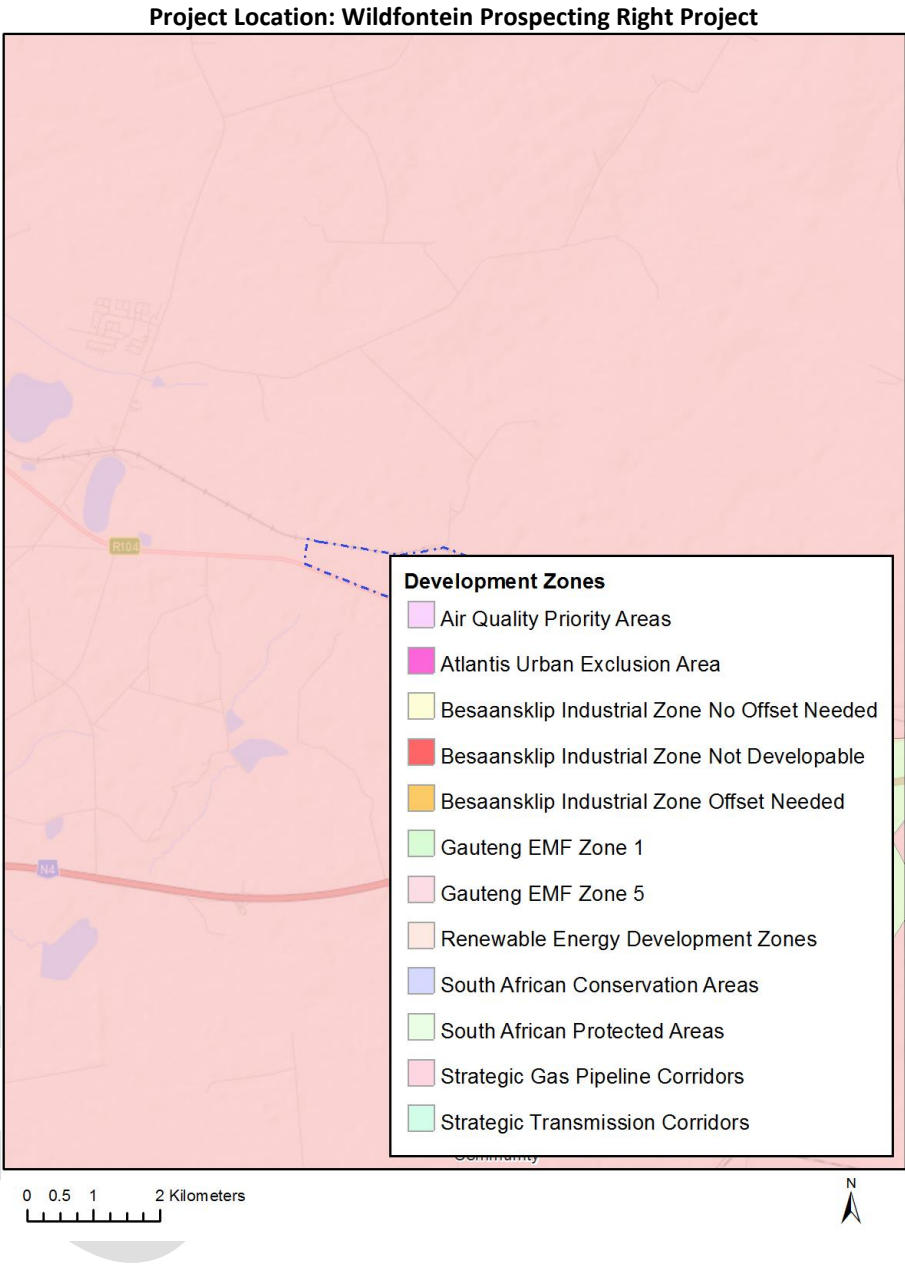 Project Location: Wildfontein Prospecting Right Project
R104
N4
Development Zones
Air Quality Priority Areas
Atlantis Urban Exclusion Area
Besaansklip Industrial Zone No Offset Needed
Besaansklip Industrial Zone Not Developable
Besaansklip Industrial Zone Offset Needed
Gauteng EMF Zone 1
Gauteng EMF Zone 5
Renewable Energy Development Zones
South African Conservation Areas
South African Protected Areas
Strategic Gas Pipeline Corridors
Strategic Transmission Corridors
Community
0 0.5 1 2 Kilometers
N